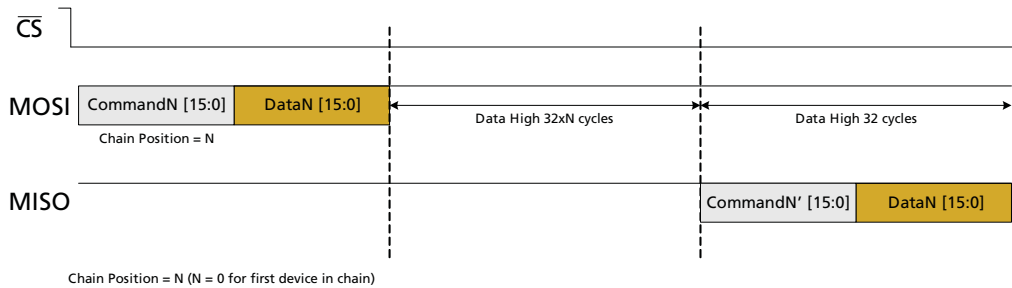 CS
MOSI
CommandN [15:0]
DataN [15:0]
Data High 32xN cycles
Data High 32 cycles
Chain Position = N
MISO
CommandN’ [15:0]
DataN [15:0]
Chain Position = N (N = 0 for first device in chain)